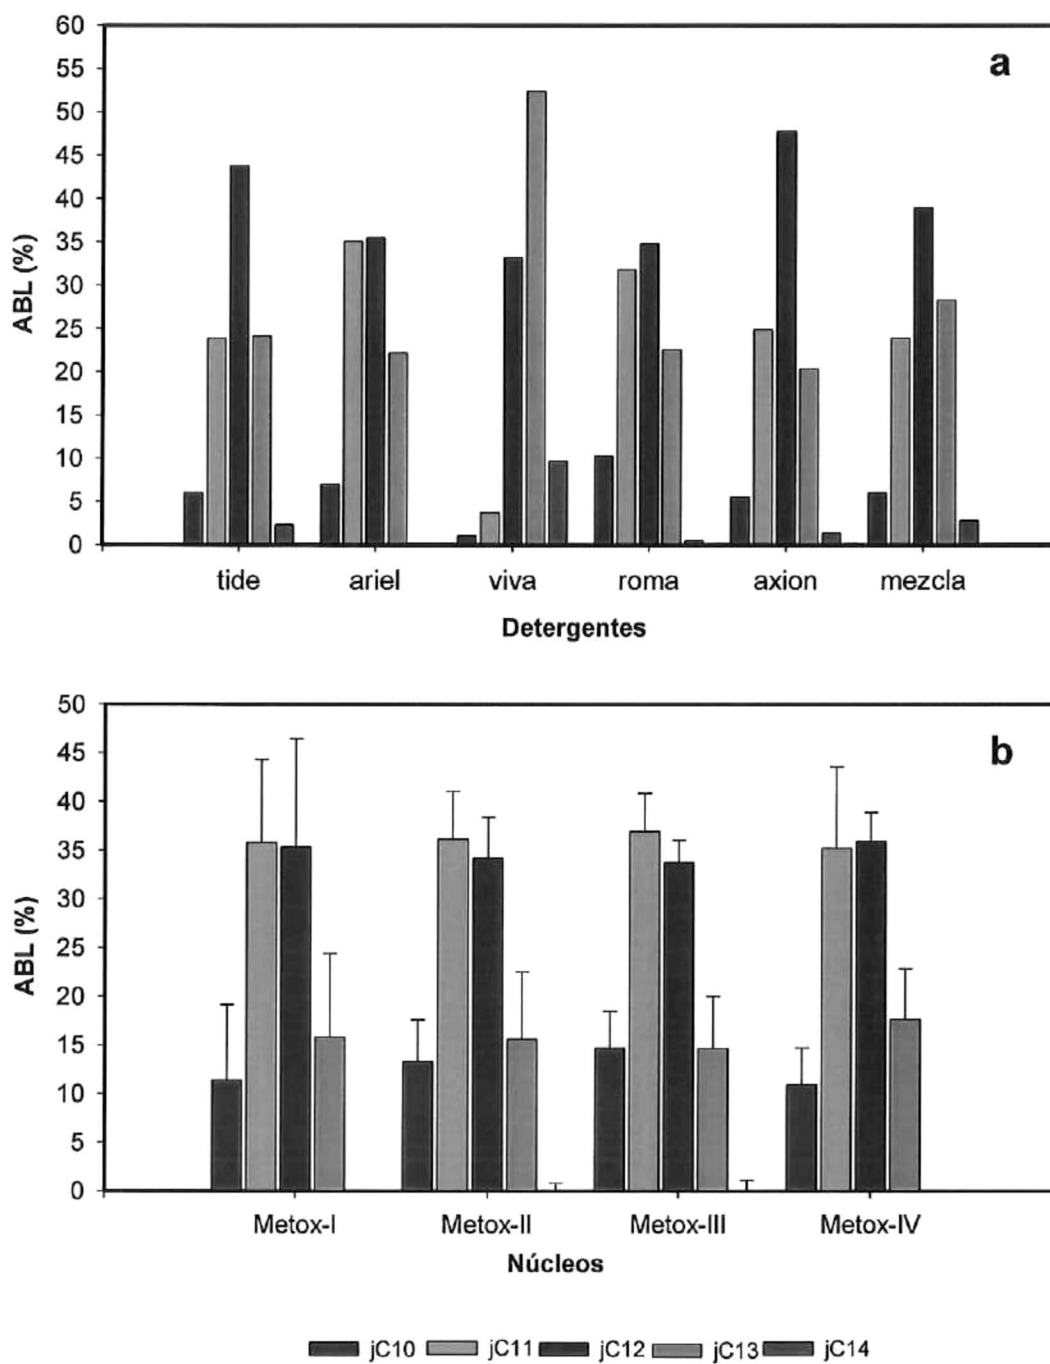 60
a
55
50
45
40
35
30
25
20
15
10
5
0
ABL (%)
tide ariel viva roma axion mezcla
Detergentes
50
b
45
40
35
30
25
20
15
10
5
0
ABL (%)
Metox-I Metox-II Metox-III Metox-IV
Núcleos
jC10 jC11 jC12 jC13 jC14